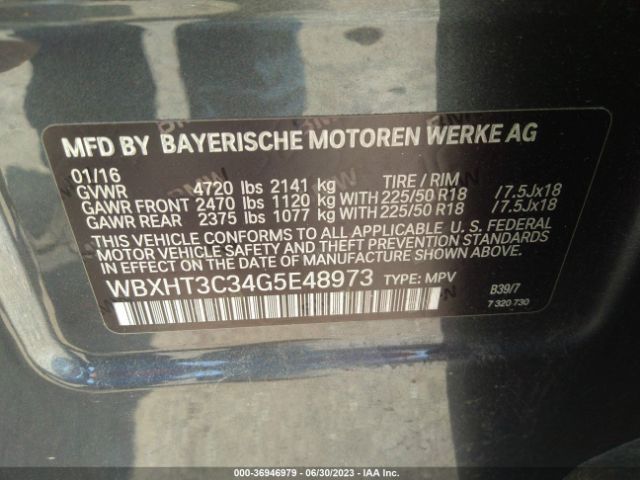 MFD BY BAYERISCHE MOTOREN WERKE AG
01/16
GVWR 4720 lbs 2141 kg TIRE / RIM
GAWR FRONT 2470 lbs 1120 kg WITH 225/50 R18 /7.5Jx18
GAWR REAR 2375 lbs 1077 kg WITH 225/50 R18 /7.5Jx18
THIS VEHICLE CONFORMS TO ALL APPLICABLE U.S. FEDERAL
MOTOR VEHICLE SAFETY AND THEFT PREVENTION STANDARDS
IN EFFECT ON THE DATE OF MANUFACTURE SHOWN ABOVE.
WBXHT3C34G5E48973 TYPE: MPV
B39/7
7 320 730
000-36946979 - 06/30/2023 - IAA Inc.